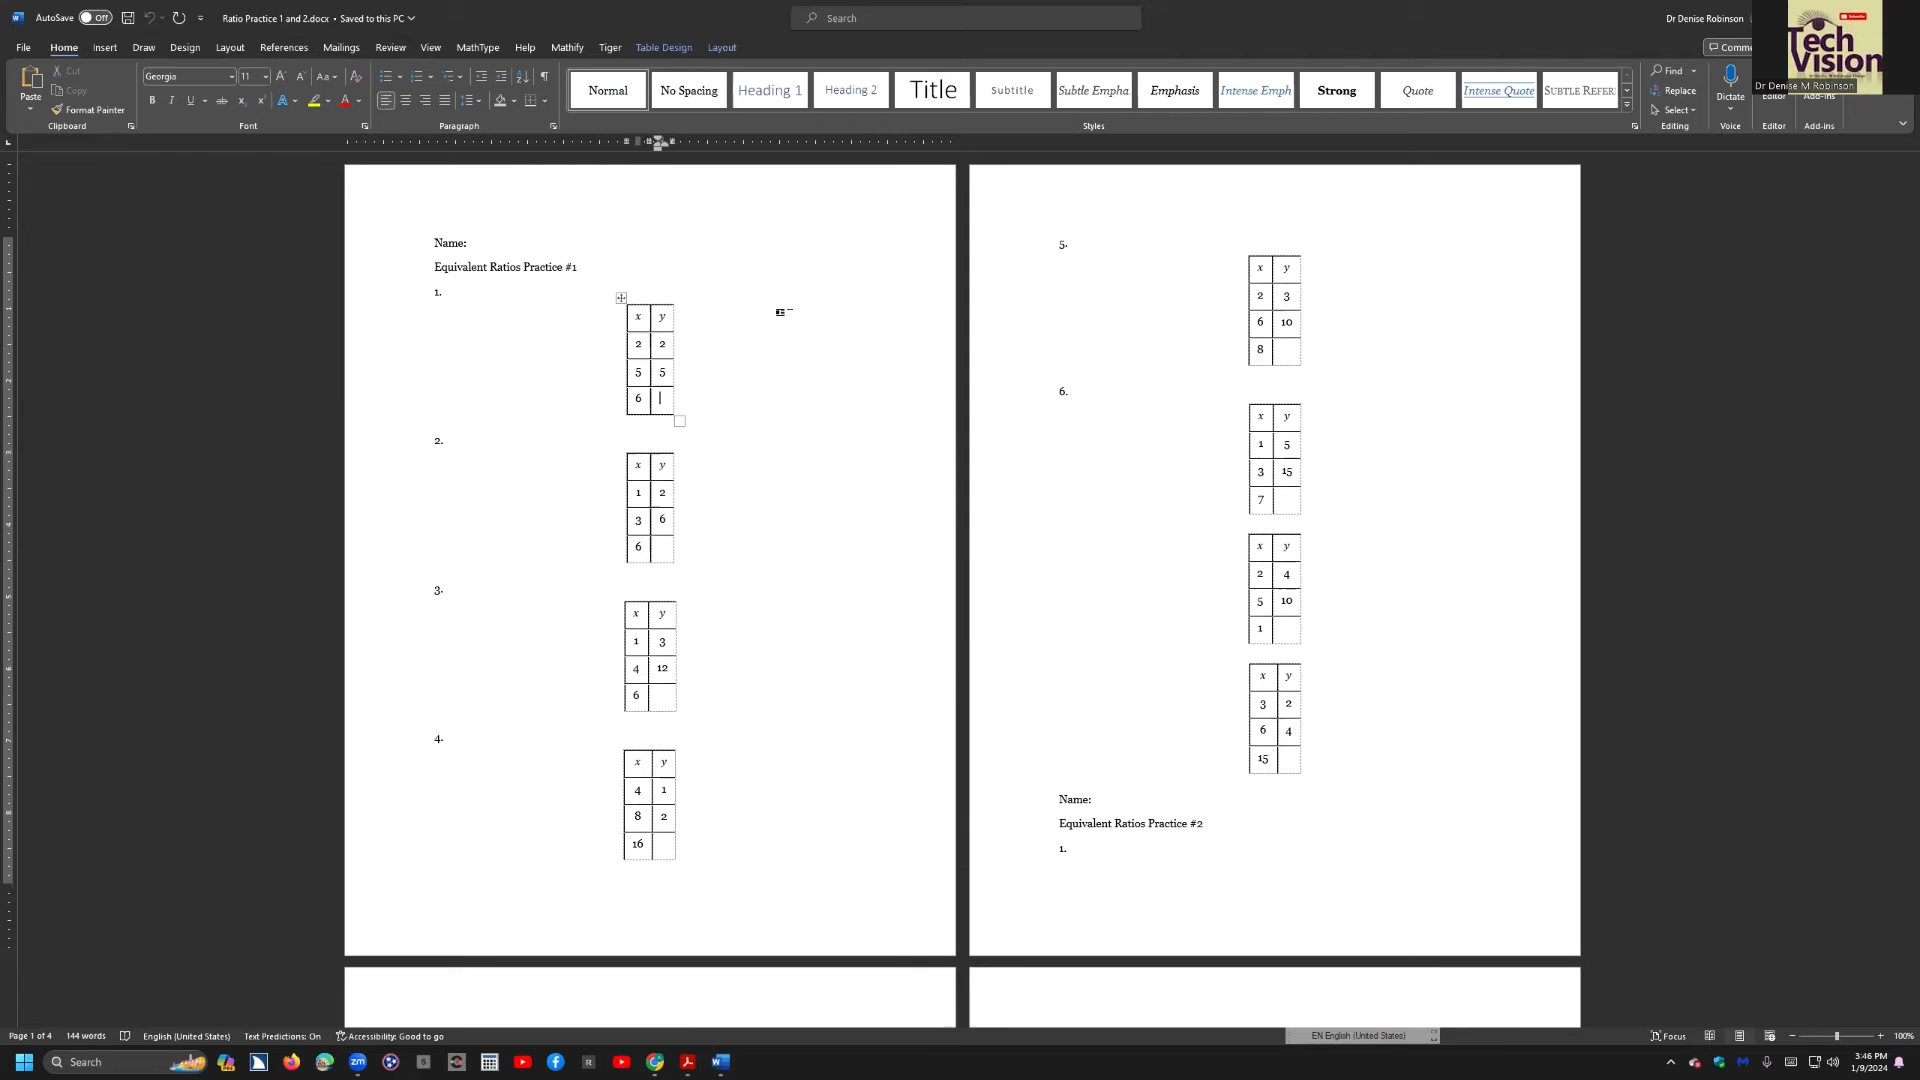 AutoSave Off
Ratio Practice 1 and 2.docx • Saved to this PC
Search
Dr Denise Robinson
Tech
Vision
Dr Denise M Robinson
File Home Insert Draw Design Layout References Mailings Review View MathType Help Mathify Tiger Table Design Layout
Paste
Cut
Copy
Format Painter
Clipboard
Georgia 11
Font
Paragraph
Normal
No Spacing
Heading 1
Heading 2
Title
Subtitle
Subtle Empha
Emphasis
Intense Emph
Strong
Quote
Intense Quote
Subtle Refer
Styles
Find
Replace
Select
Editing
Dictate
Voice
Editor
Editor
Add-ins
Add-ins
Name:
Equivalent Ratios Practice #1
1.
x y
2 2
5 5
6
2.
x y
1 2
3 6
6
3.
x y
1 3
4 12
6
4.
x y
4 1
8 2
16
5.
x y
2 3
6 10
8
6.
x y
1 5
3 15
7
x y
2 4
5 10
1
x y
3 2
6 4
15
Name:
Equivalent Ratios Practice #2
1.
Page 1 of 4 144 words English (United States) Text Predictions: On Accessibility: Good to go
EN English (United States)
Focus
100%
Search
3:46 PM
1/9/2024